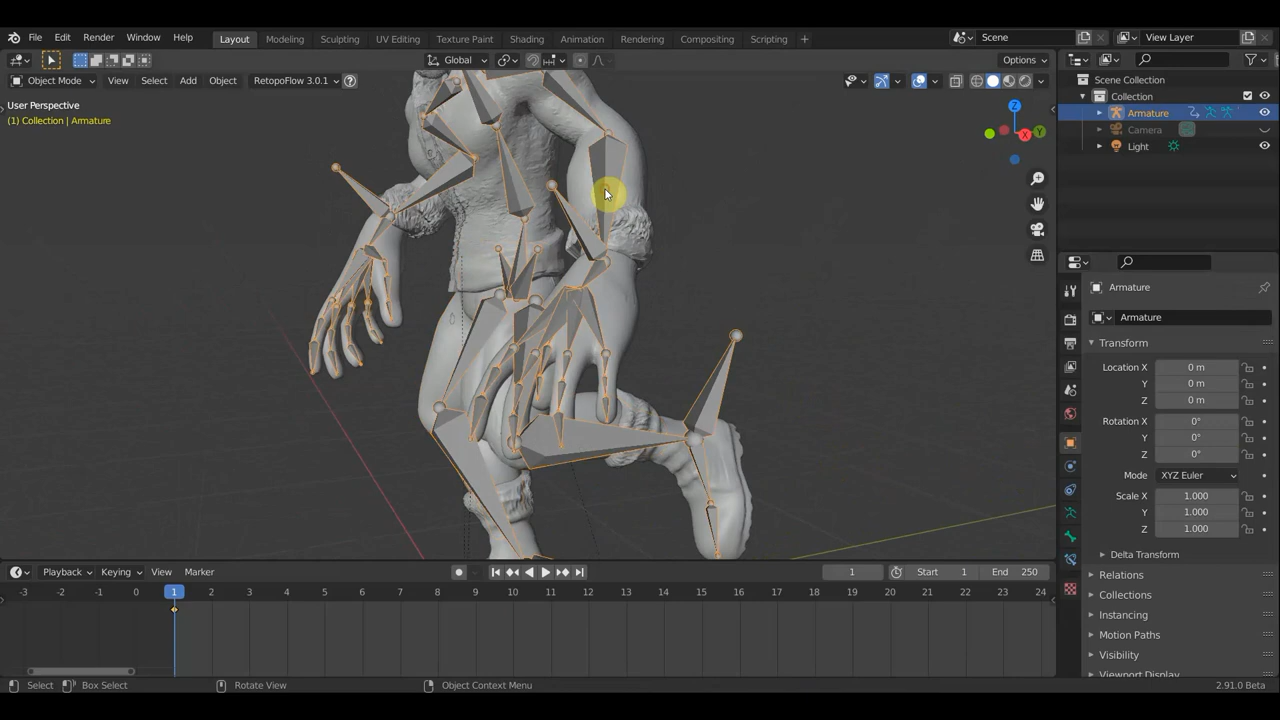 File Edit Render Window Help Layout Modeling Sculpting UV Editing Texture Paint Shading Animation Rendering Compositing Scripting + Scene View Layer
Global Options
Object Mode View Select Add Object RetopoFlow 3.0.1
User Perspective
(1) Collection | Armature
Z
X
Y
Scene Collection
Collection
Armature
Camera
Light
Armature
Armature
Transform
Location X 0 m
Y 0 m
Z 0 m
Rotation X 0°
Y 0°
Z 0°
Mode XYZ Euler
Scale X 1.000
Y 1.000
Z 1.000
Delta Transform
Relations
Collections
Instancing
Motion Paths
Visibility
Viewport Display
Playback Keying View Marker 1 Start 1 End 250
-3 -2 -1 0 1 2 3 4 5 6 7 8 9 10 11 12 13 14 15 16 17 18 19 20 21 22 23 24
Select Box Select Rotate View Object Context Menu 2.91.0 Beta